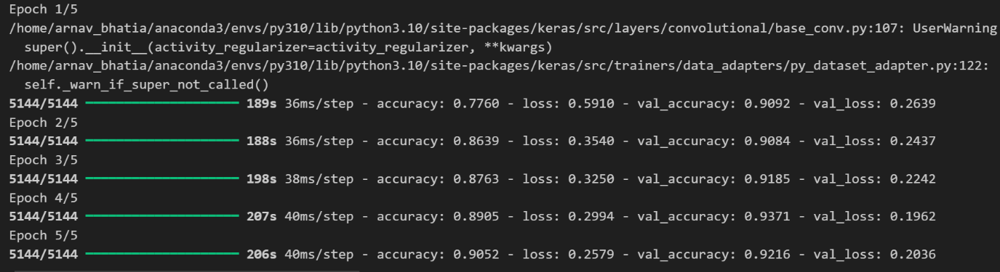 Epoch 1/5
/home/arnav_bhatia/anaconda3/envs/py310/lib/python3.10/site-packages/keras/src/layers/convolutional/base_conv.py:107: UserWarning
  super().__init__(activity_regularizer=activity_regularizer, **kwargs)
/home/arnav_bhatia/anaconda3/envs/py310/lib/python3.10/site-packages/keras/src/trainers/data_adapters/py_dataset_adapter.py:122:
  self._warn_if_super_not_called()
5144/5144 ━━━━━━━━━━━━━━━━━━━━ 189s 36ms/step - accuracy: 0.7760 - loss: 0.5910 - val_accuracy: 0.9092 - val_loss: 0.2639
Epoch 2/5
5144/5144 ━━━━━━━━━━━━━━━━━━━━ 188s 36ms/step - accuracy: 0.8639 - loss: 0.3540 - val_accuracy: 0.9084 - val_loss: 0.2437
Epoch 3/5
5144/5144 ━━━━━━━━━━━━━━━━━━━━ 198s 38ms/step - accuracy: 0.8763 - loss: 0.3250 - val_accuracy: 0.9185 - val_loss: 0.2242
Epoch 4/5
5144/5144 ━━━━━━━━━━━━━━━━━━━━ 207s 40ms/step - accuracy: 0.8905 - loss: 0.2994 - val_accuracy: 0.9371 - val_loss: 0.1962
Epoch 5/5
5144/5144 ━━━━━━━━━━━━━━━━━━━━ 206s 40ms/step - accuracy: 0.9052 - loss: 0.2579 - val_accuracy: 0.9216 - val_loss: 0.2036